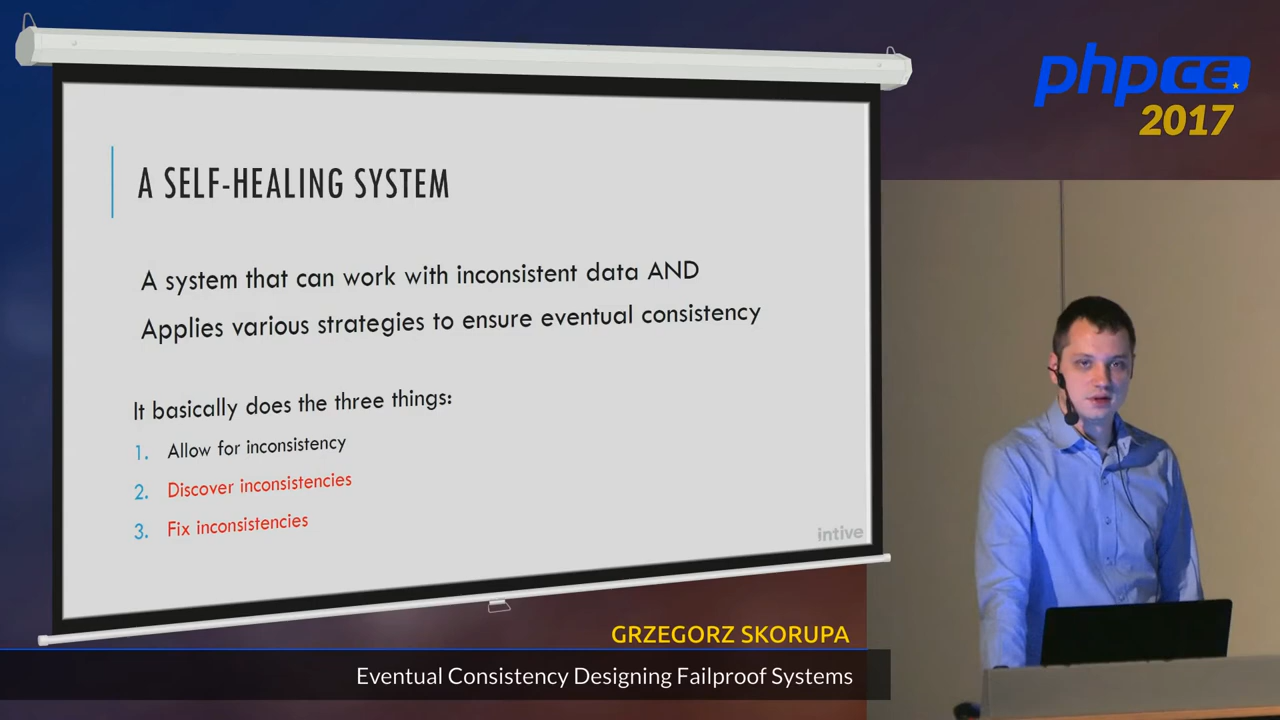 phpCE
2017
A SELF-HEALING SYSTEM
A system that can work with inconsistent data AND
Applies various strategies to ensure eventual consistency
It basically does the three things:
1. Allow for inconsistency
2. Discover inconsistencies
3. Fix inconsistencies
intive
GRZEGORZ SKORUPA
Eventual Consistency Designing Failproof Systems